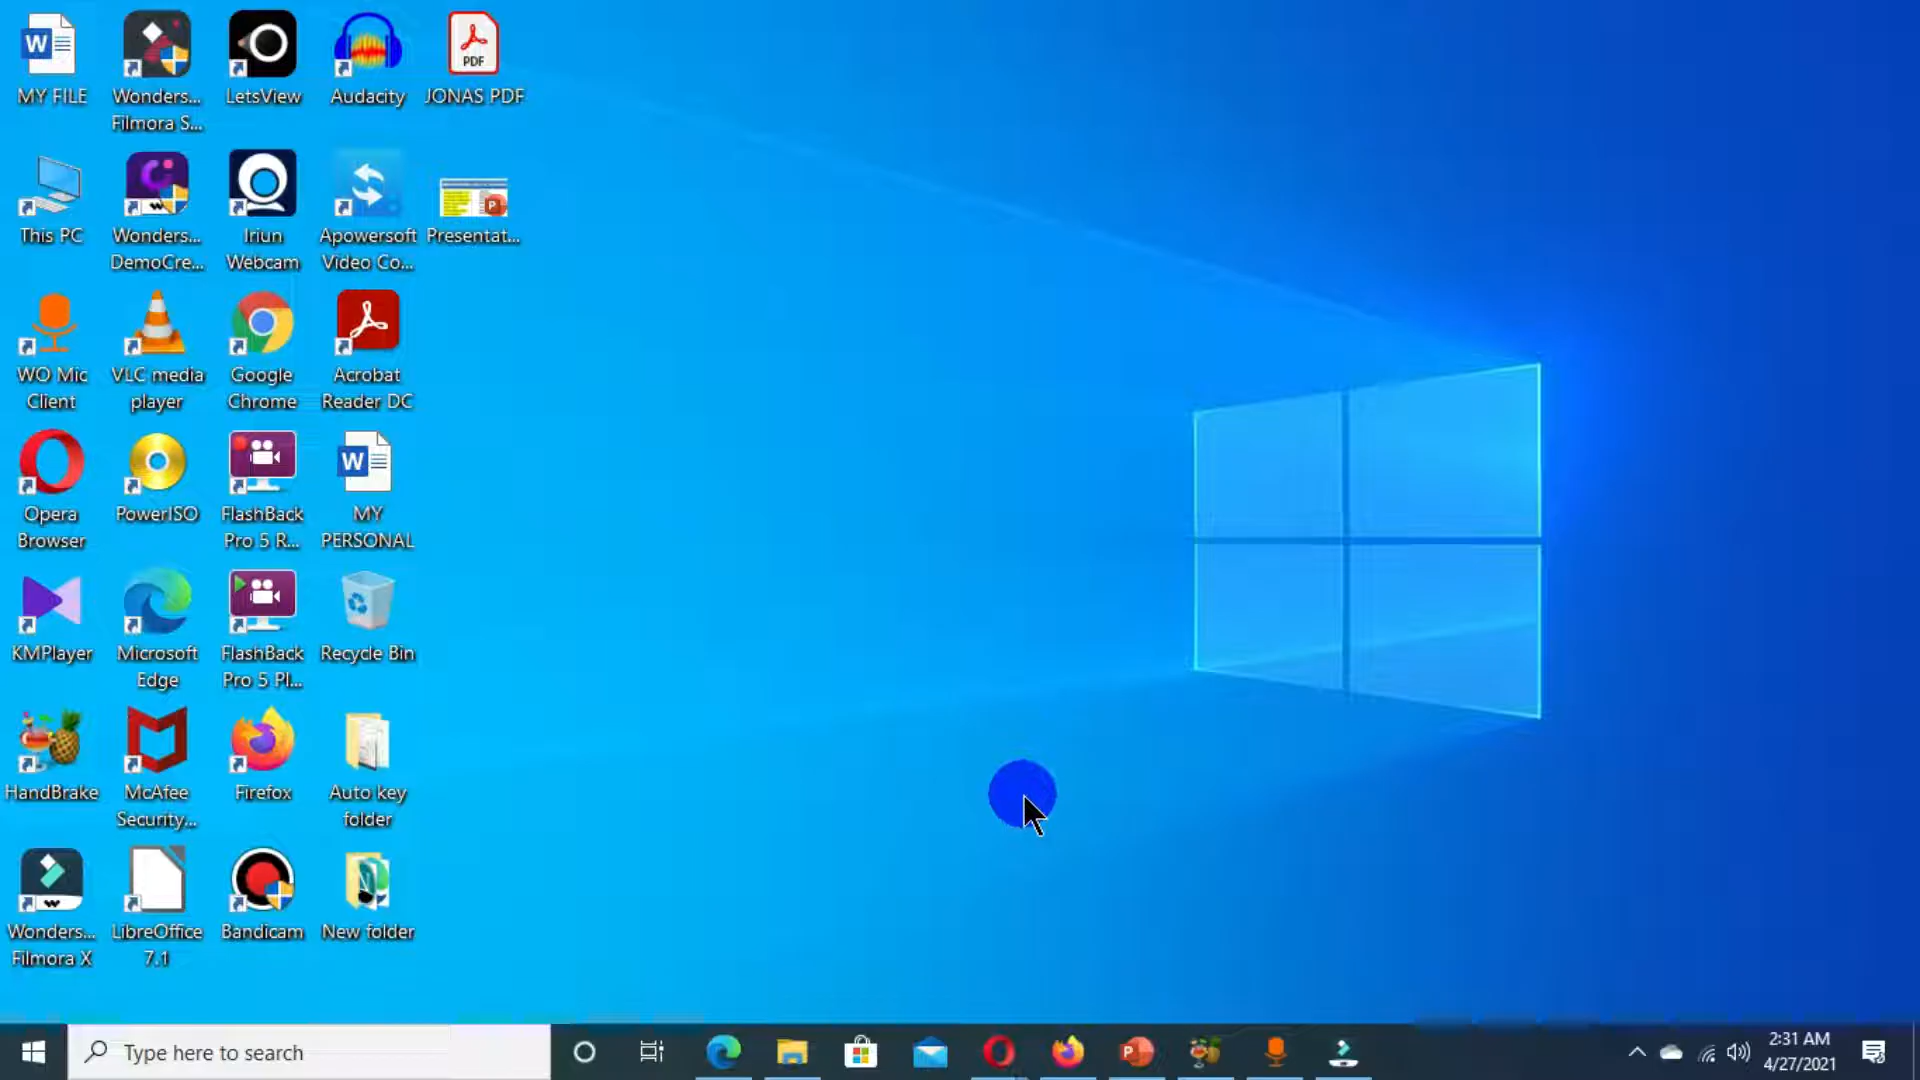 MY FILE
Wonders...
Filmora S...
LetsView
Audacity
PDF
JONAS PDF
This PC
Wonders...
DemoCre...
Iriun
Webcam
Apowersoft
Video Co...
Presentat...
WO Mic
Client
VLC media
player
Google
Chrome
Acrobat
Reader DC
Opera
Browser
PowerISO
FlashBack
Pro 5 R...
MY
PERSONAL
KMPlayer
Microsoft
Edge
FlashBack
Pro 5 Pl...
Recycle Bin
HandBrake
McAfee
Security...
Firefox
Auto key
folder
Wonders...
Filmora X
LibreOffice
7.1
Bandicam
New folder
Type here to search
2:31 AM
4/27/2021